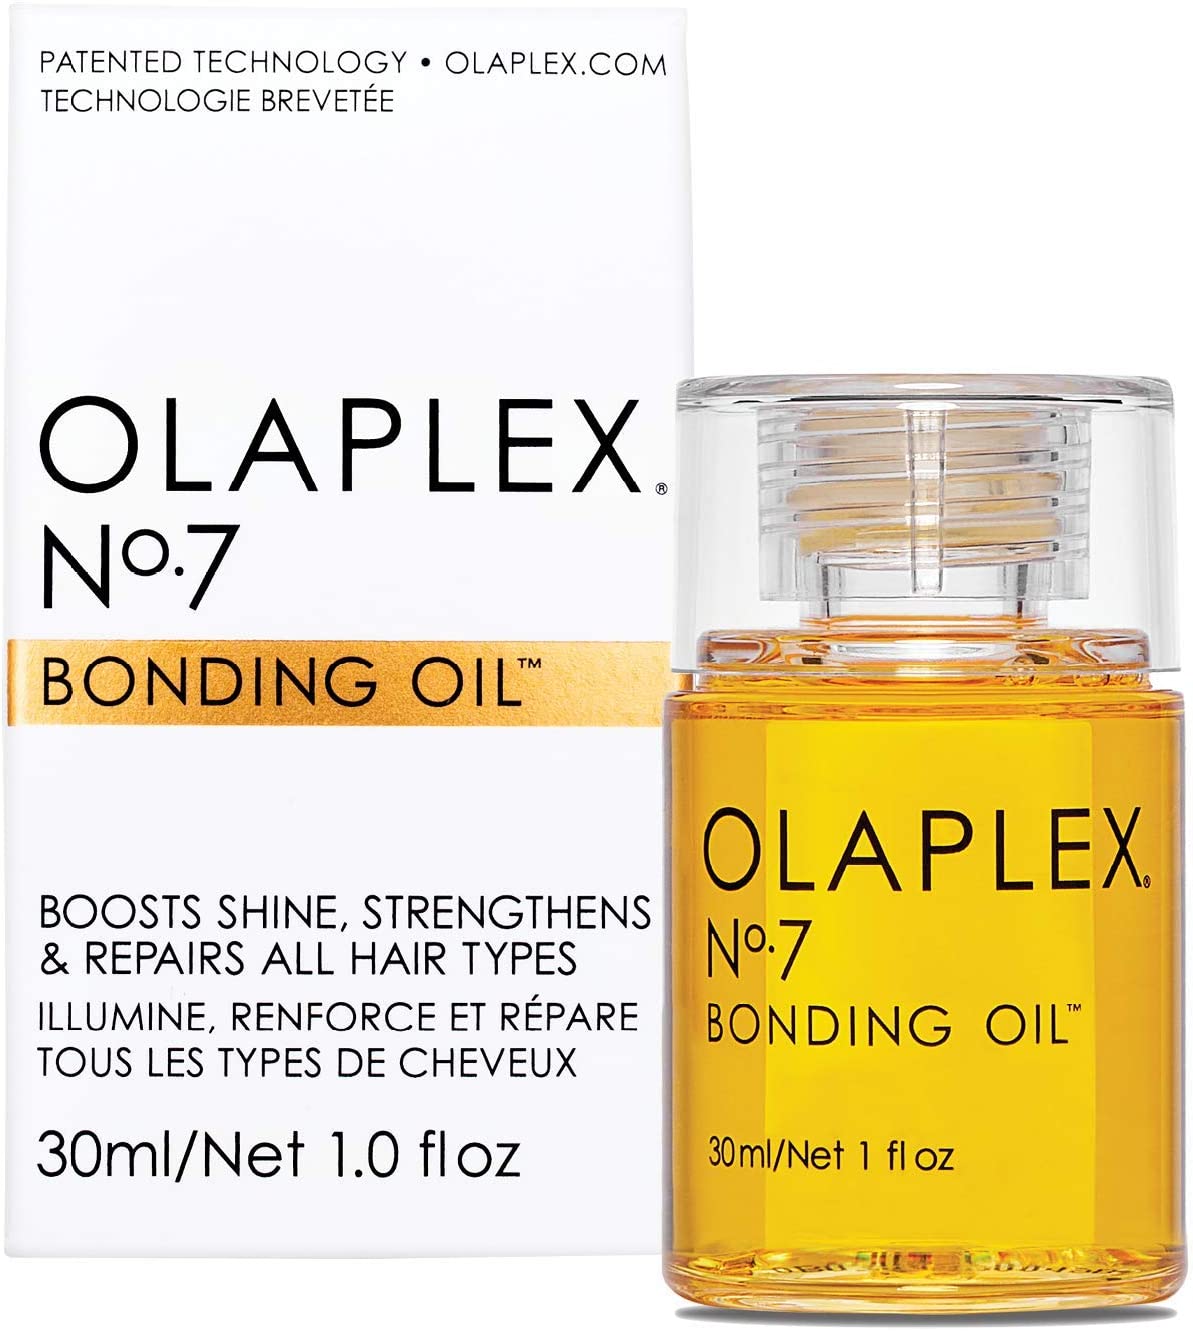 PATENTED TECHNOLOGY • OLAPLEX.COM
TECHNOLOGIE BREVETÉE
OLAPLEX®
Nº.7
BONDING OIL™
BOOSTS SHINE, STRENGTHENS
& REPAIRS ALL HAIR TYPES
ILLUMINE, RENFORCE ET RÉPARE
TOUS LES TYPES DE CHEVEUX
30ml/Net 1.0 fl oz
OLAPLEX®
Nº.7
BONDING OIL™
30ml/Net 1 fl oz